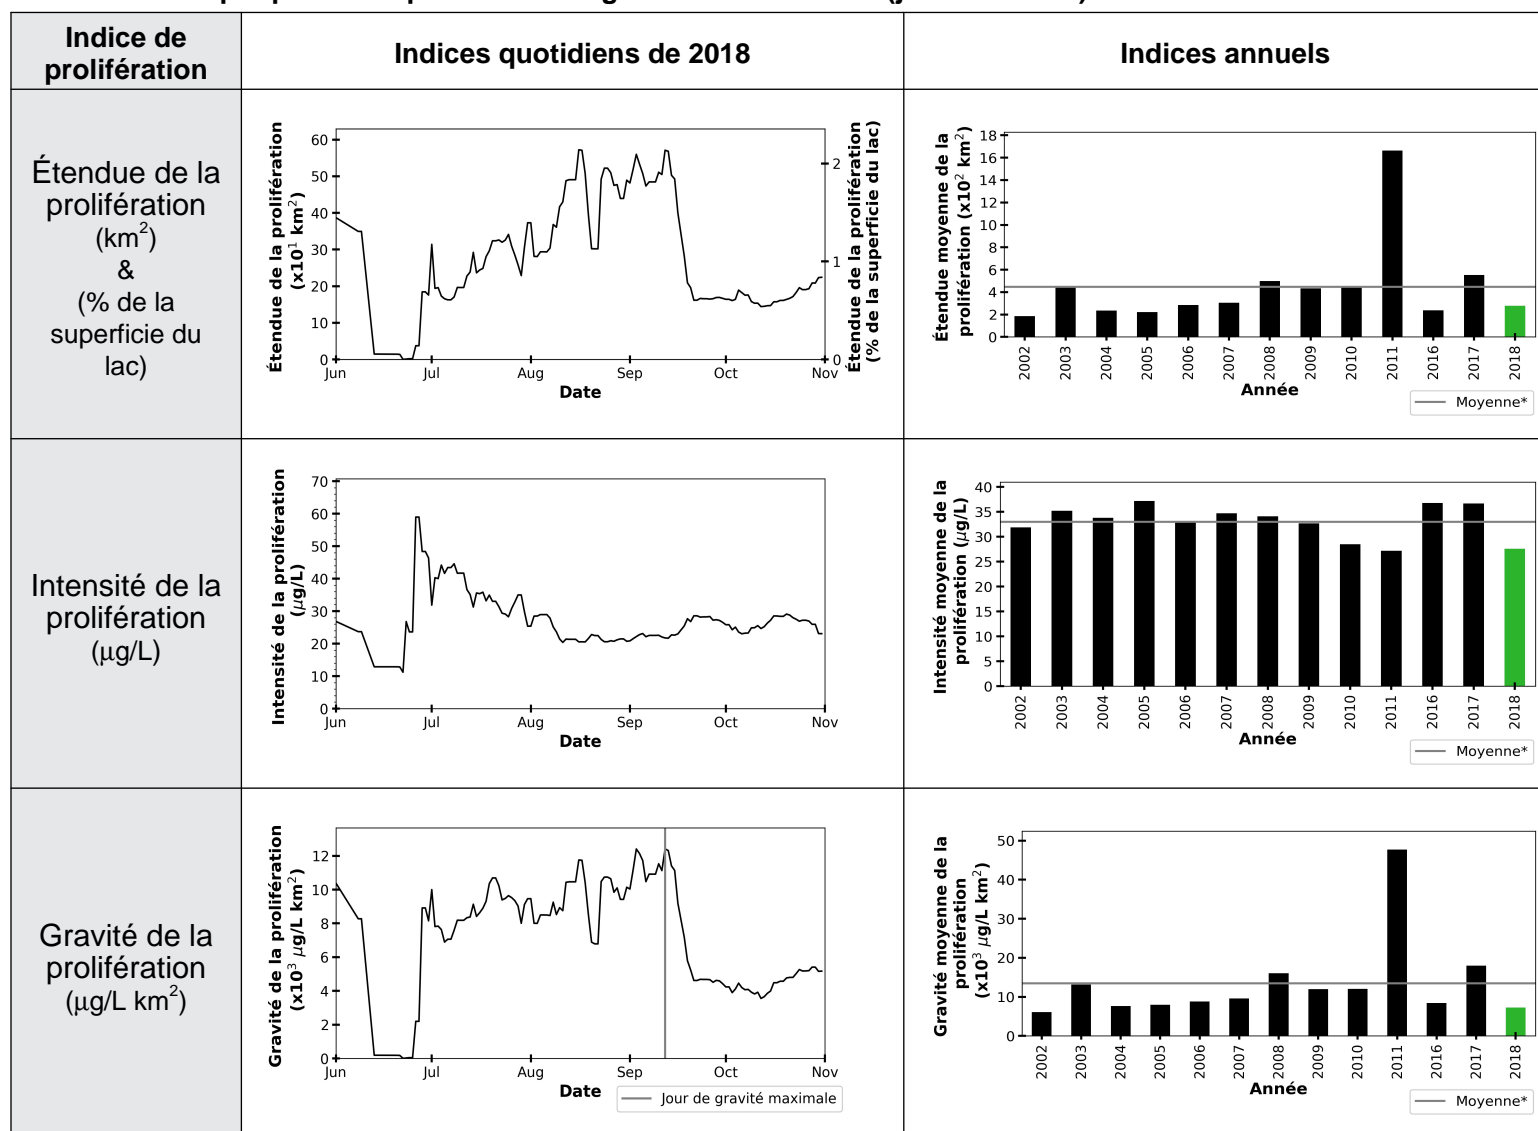 Indice de
prolifération
Indices quotidiens de 2018
Indices annuels
Étendue de la
prolifération
(km²)
&
(% de la
superficie du
lac)
Étendue de la prolifération
(x10¹ km²)
60
50
40
30
20
10
0
Étendue de la prolifération
(% de la superficie du lac)
2
1
0
Jun Jul Aug Sep Oct Nov
Date
Étendue moyenne de la
prolifération (x10² km²)
18
16
14
12
10
8
6
4
2
0
2002 2003 2004 2005 2006 2007 2008 2009 2010 2011 2016 2017 2018
Année
Moyenne*
Intensité de la
prolifération
(µg/L)
Intensité de la prolifération
(µg/L)
70
60
50
40
30
20
10
0
Jun Jul Aug Sep Oct Nov
Date
Intensité moyenne de la
prolifération (µg/L)
40
35
30
25
20
15
10
5
0
2002 2003 2004 2005 2006 2007 2008 2009 2010 2011 2016 2017 2018
Année
Moyenne*
Gravité de la
prolifération
(µg/L km²)
Gravité de la prolifération
(x10³ µg/L km²)
12
10
8
6
4
2
0
Jun Jul Aug Sep Oct Nov
Date
Jour de gravité maximale
Gravité moyenne de la
prolifération
(x10³ µg/L km²)
50
40
30
20
10
0
2002 2003 2004 2005 2006 2007 2008 2009 2010 2011 2016 2017 2018
Année
Moyenne*